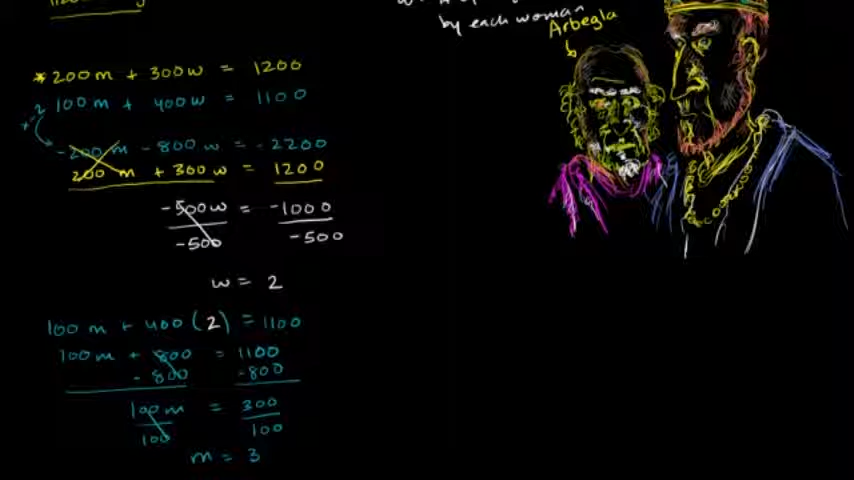 by each woman
Arbegla
*200m + 300w = 1200
x-2 100m + 400w = 1100
-200m - 800w = -2200
200m + 300w = 1200
-500w = -1000
-500 -500
w = 2
100m + 400(2) = 1100
100m + 800 = 1100
- 800 -800
100m = 300
100 100
m = 3